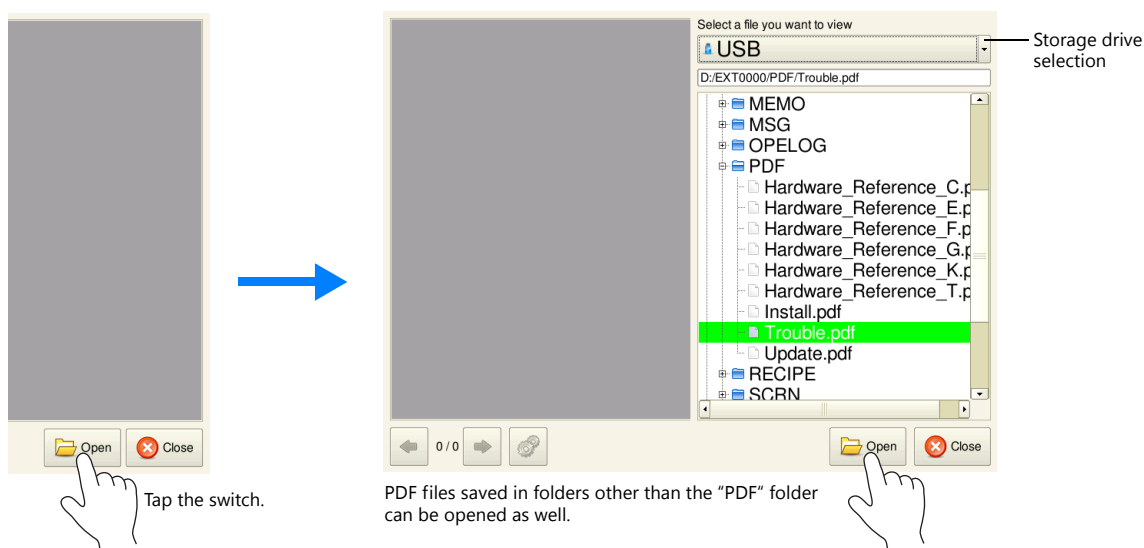 Open
Close
Tap the switch.
Select a file you want to view
USB
Storage drive
selection
D:/EXT0000/PDF/Trouble.pdf
MEMO
MSG
OPELOG
PDF
Hardware_Reference_C.p
Hardware_Reference_E.p
Hardware_Reference_F.p
Hardware_Reference_G.p
Hardware_Reference_K.p
Hardware_Reference_T.p
Install.pdf
Trouble.pdf
Update.pdf
RECIPE
SCRN
0 / 0
Open
Close
PDF files saved in folders other than the “PDF” folder
can be opened as well.